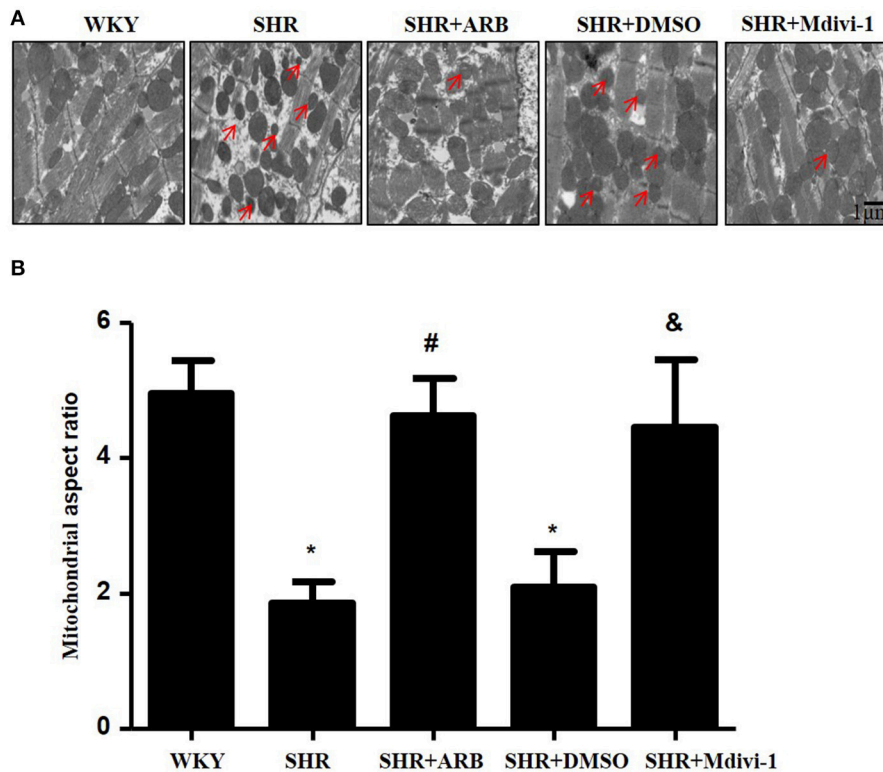 A
WKY SHR SHR+ARB SHR+DMSO SHR+Mdivi-1
1μm
B
Mitochondrial aspect ratio
6
4
2
0
*
#
*
&
WKY SHR SHR+ARB SHR+DMSO SHR+Mdivi-1